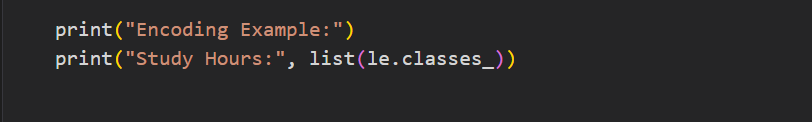 print("Encoding Example:")
print("Study Hours:", list(le.classes_))